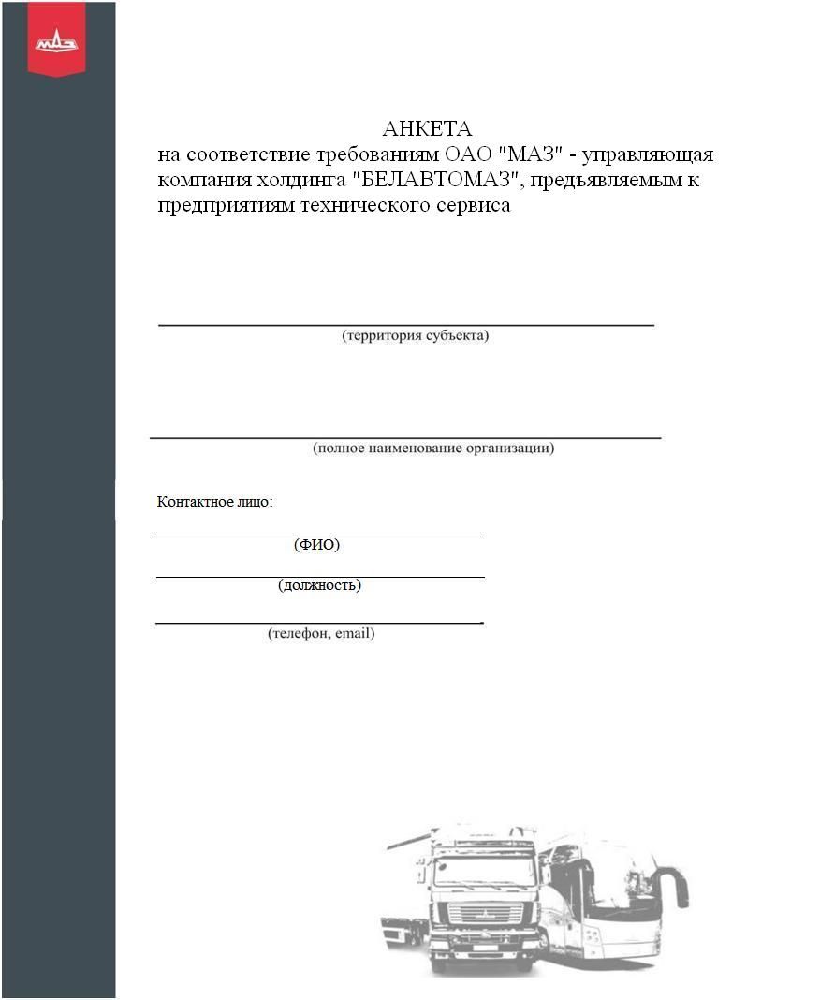 МАЗ
АНКЕТА
на соответствие требованиям ОАО "МАЗ" - управляющая
компания холдинга "БЕЛАВТОМАЗ", предъявляемым к
предприятиям технического сервиса
(территория субъекта)
(полное наименование организации)
Контактное лицо:
(ФИО)
(должность)
(телефон, email)